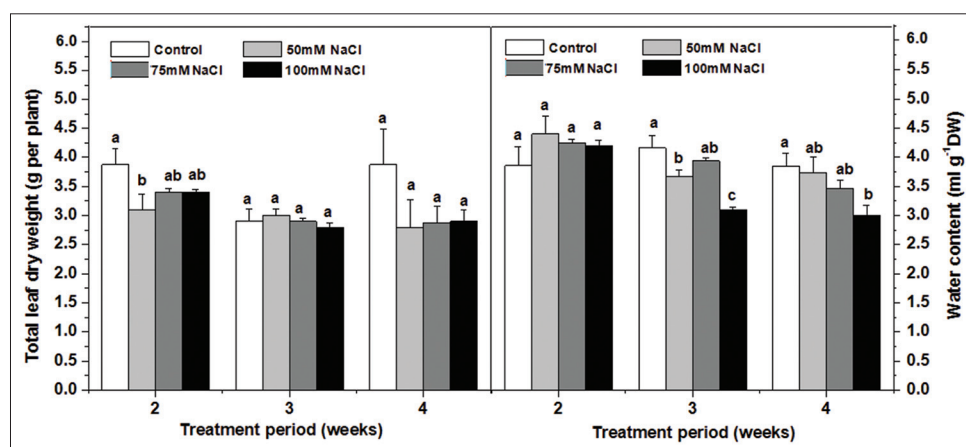 Total leaf dry weight (g per plant)
6.0
5.5
5.0
4.5
4.0
3.5
3.0
2.5
2.0
1.5
1.0
0.5
0.0
Control
50mM NaCl
75mM NaCl
100mM NaCl
a
b
ab
ab
a
a
a
a
a
a
a
a
2
3
4
Treatment period (weeks)
Control
50mM NaCl
75mM NaCl
100mM NaCl
a
a
a
a
a
b
ab
c
a
ab
ab
b
2
3
4
Treatment period (weeks)
6.0
5.5
5.0
4.5
4.0
3.5
3.0
2.5
2.0
1.5
1.0
0.5
0.0
Water content (ml g⁻¹DW)